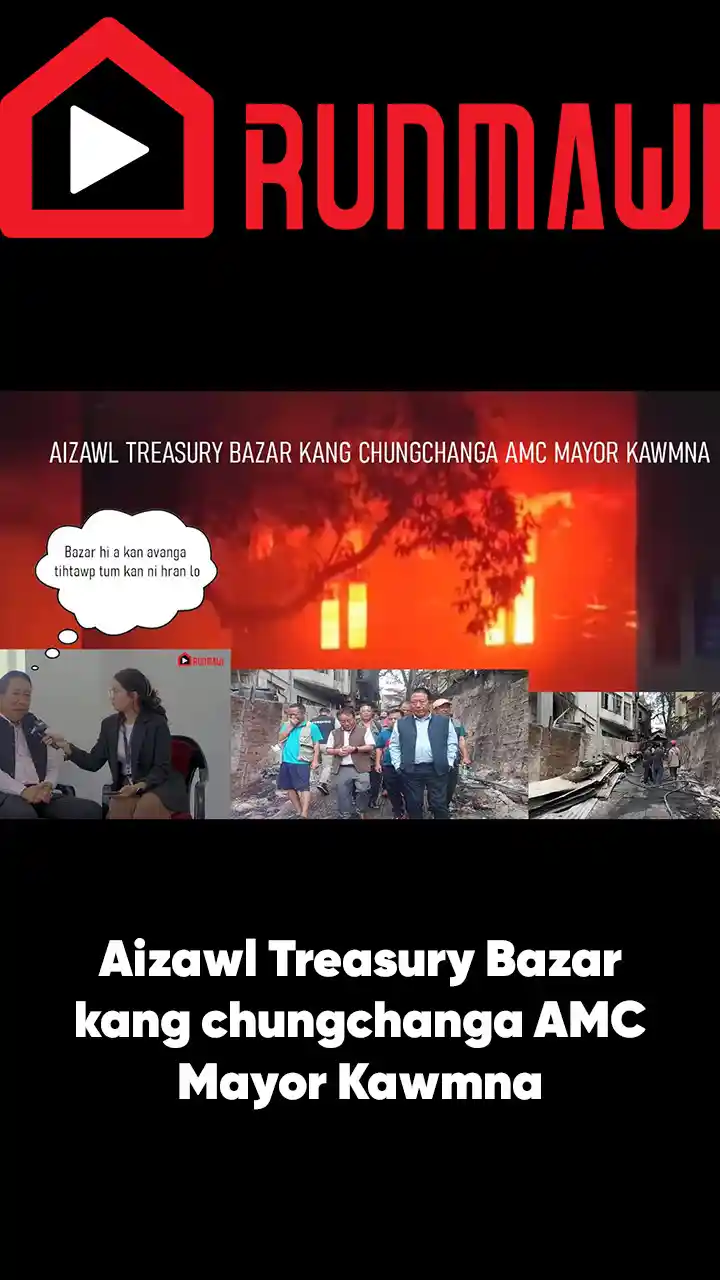 RUNMAWI
AIZAWL TREASURY BAZAR KANG CHUNGCHANGA AMC MAYOR KAWMNA
Bazar hi a kan avanga
tihtawp tum kan ni hran lo
RUNMAWI
Aizawl Treasury Bazar
kang chungchanga AMC
Mayor Kawmna